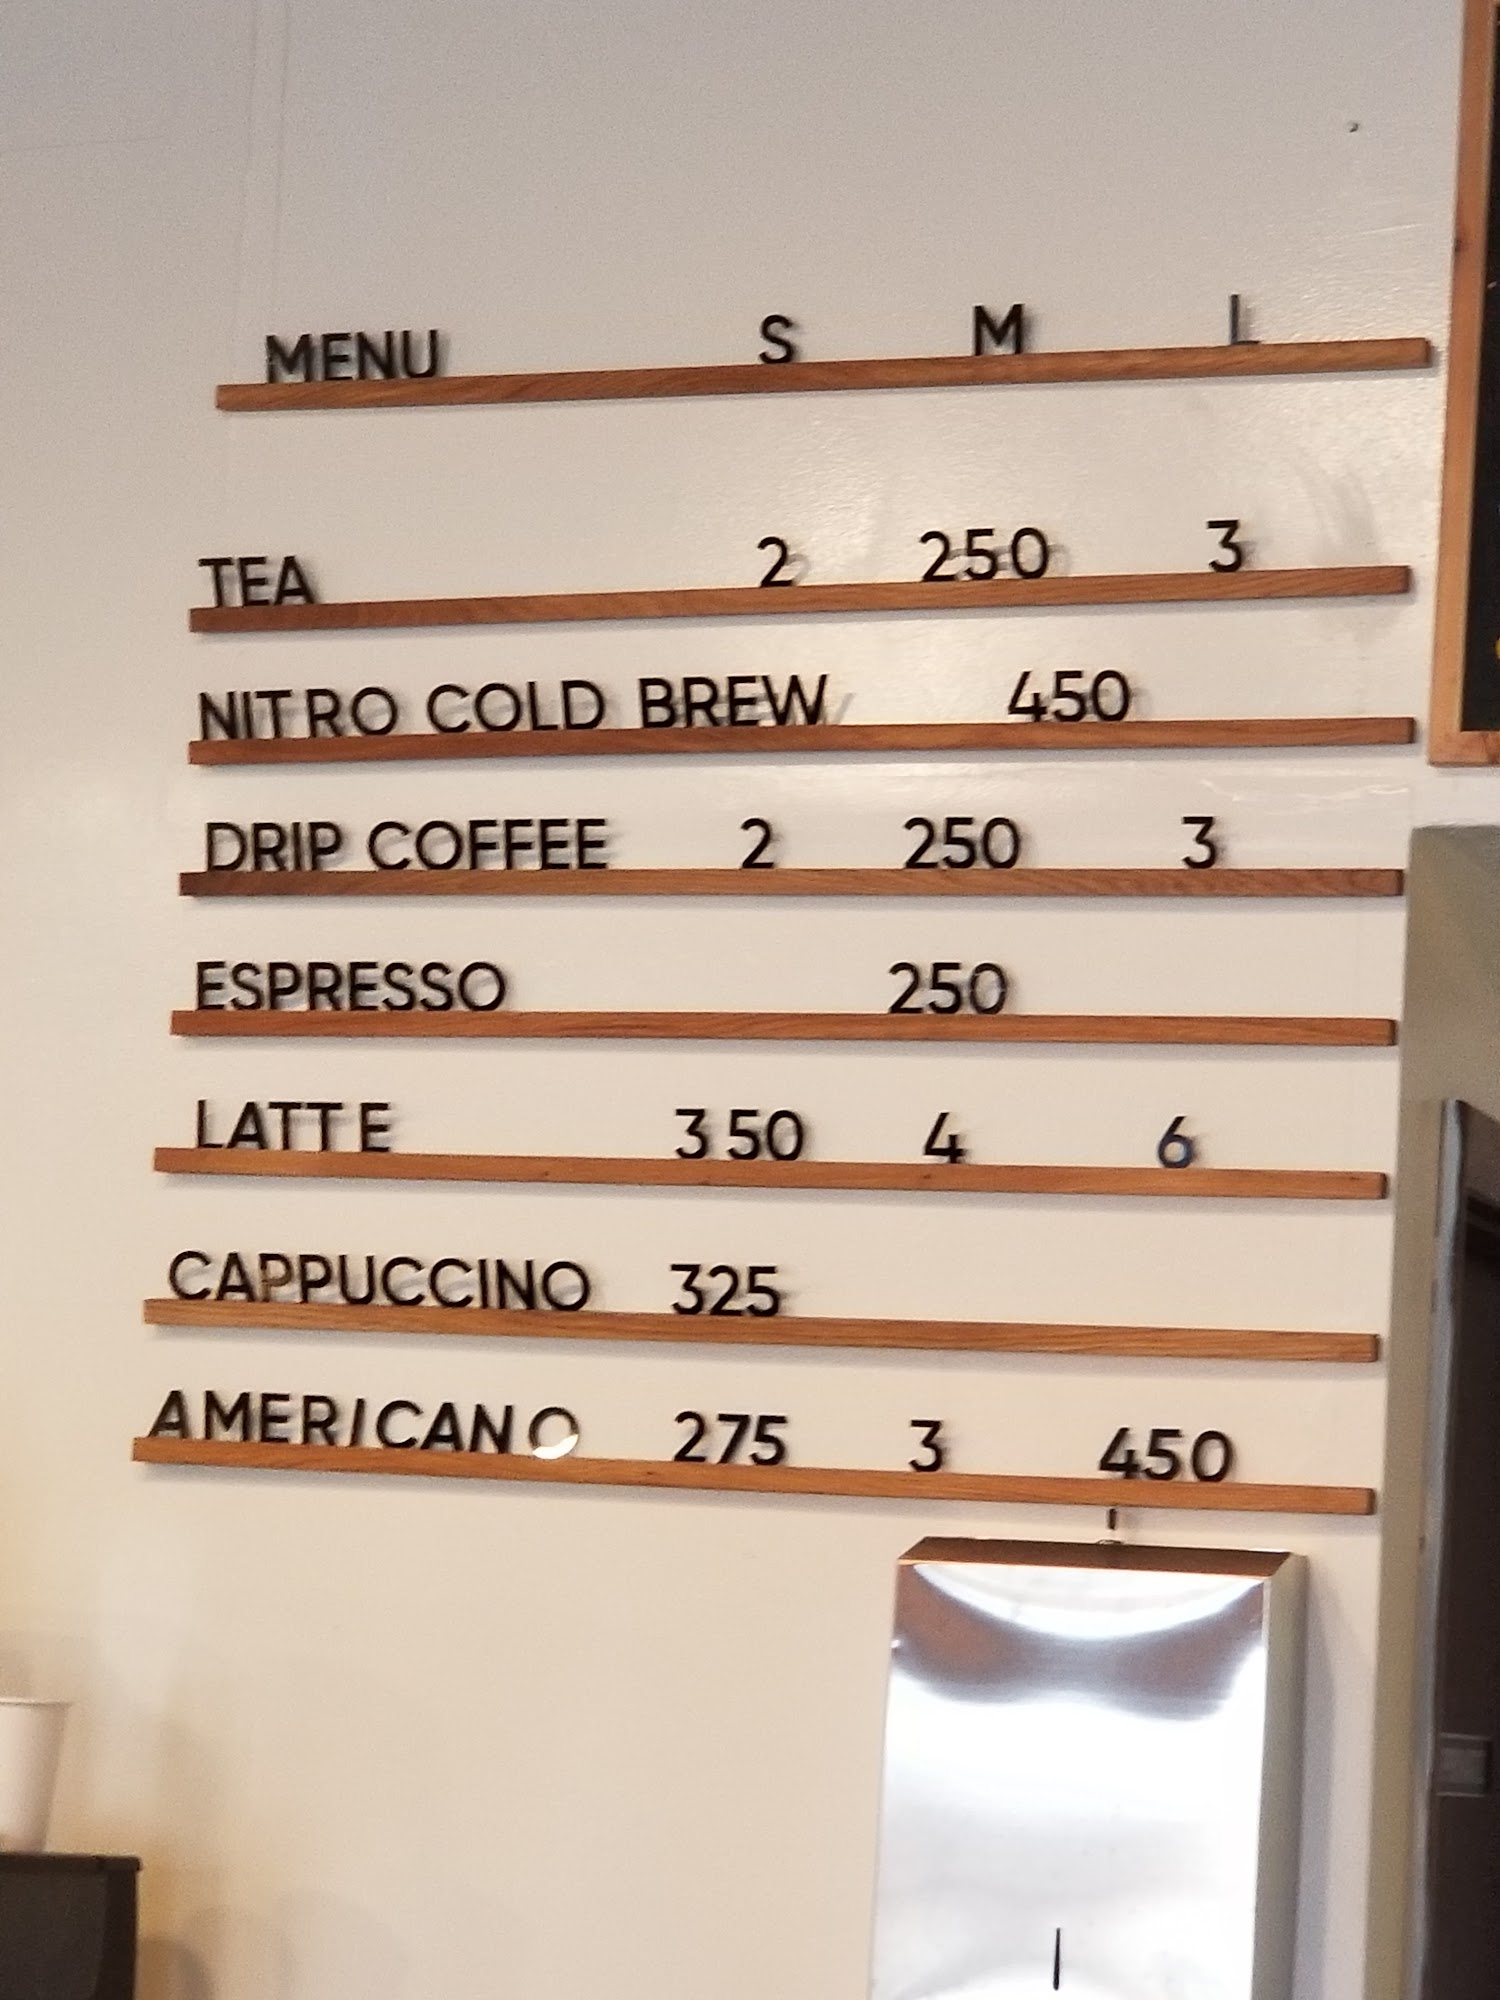 MENU S M L
TEA 2 250 3
NITRO COLD BREW 450
DRIP COFFEE 2 250 3
ESPRESSO 250
LATTE 350 4 6
CAPPUCCINO 325
AMERICANO 275 3 450